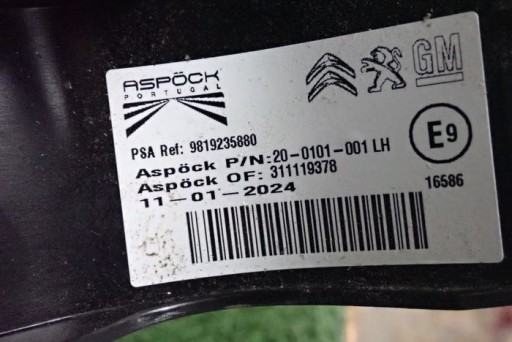 ASPÖCK
PORTUGAL
GM
PSA Ref: 9819235880
Aspöck P/N:20-0101-001 LH
Aspöck OF: 311119378
11-01-2024
E9
16586